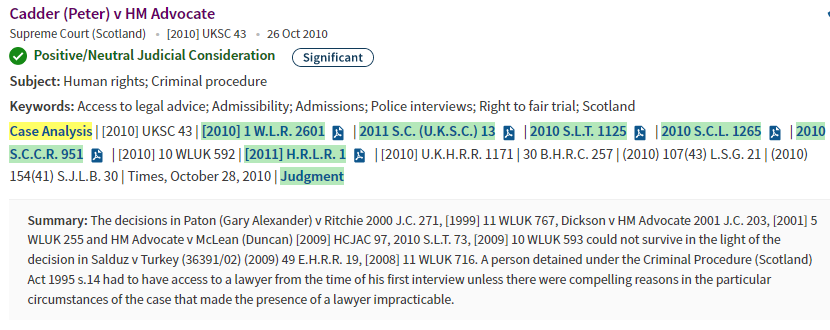 Cadder (Peter) v HM Advocate
Supreme Court (Scotland) • [2010] UKSC 43 • 26 Oct 2010
Positive/Neutral Judicial Consideration Significant
Subject: Human rights; Criminal procedure
Keywords: Access to legal advice; Admissibility; Admissions; Police interviews; Right to fair trial; Scotland
Case Analysis | [2010] UKSC 43 | [2010] 1 W.L.R. 2601 | 2011 S.C. (U.K.S.C.) 13 | 2010 S.L.T. 1125 | 2010 S.C.L. 1265 | 2010
S.C.C.R. 951 | [2010] 10 WLUK 592 | [2011] H.R.L.R. 1 | [2010] U.K.H.R.R. 1171 | 30 B.H.R.C. 257 | (2010) 107(43) L.S.G. 21 | (2010)
154(41) S.J.L.B. 30 | Times, October 28, 2010 | Judgment
Summary: The decisions in Paton (Gary Alexander) v Ritchie 2000 J.C. 271, [1999] 11 WLUK 767, Dickson v HM Advocate 2001 J.C. 203, [2001] 5
WLUK 255 and HM Advocate v McLean (Duncan) [2009] HCJAC 97, 2010 S.L.T. 73, [2009] 10 WLUK 593 could not survive in the light of the
decision in Salduz v Turkey (36391/02) (2009) 49 E.H.R.R. 19, [2008] 11 WLUK 716. A person detained under the Criminal Procedure (Scotland)
Act 1995 s.14 had to have access to a lawyer from the time of his first interview unless there were compelling reasons in the particular
circumstances of the case that made the presence of a lawyer impracticable.